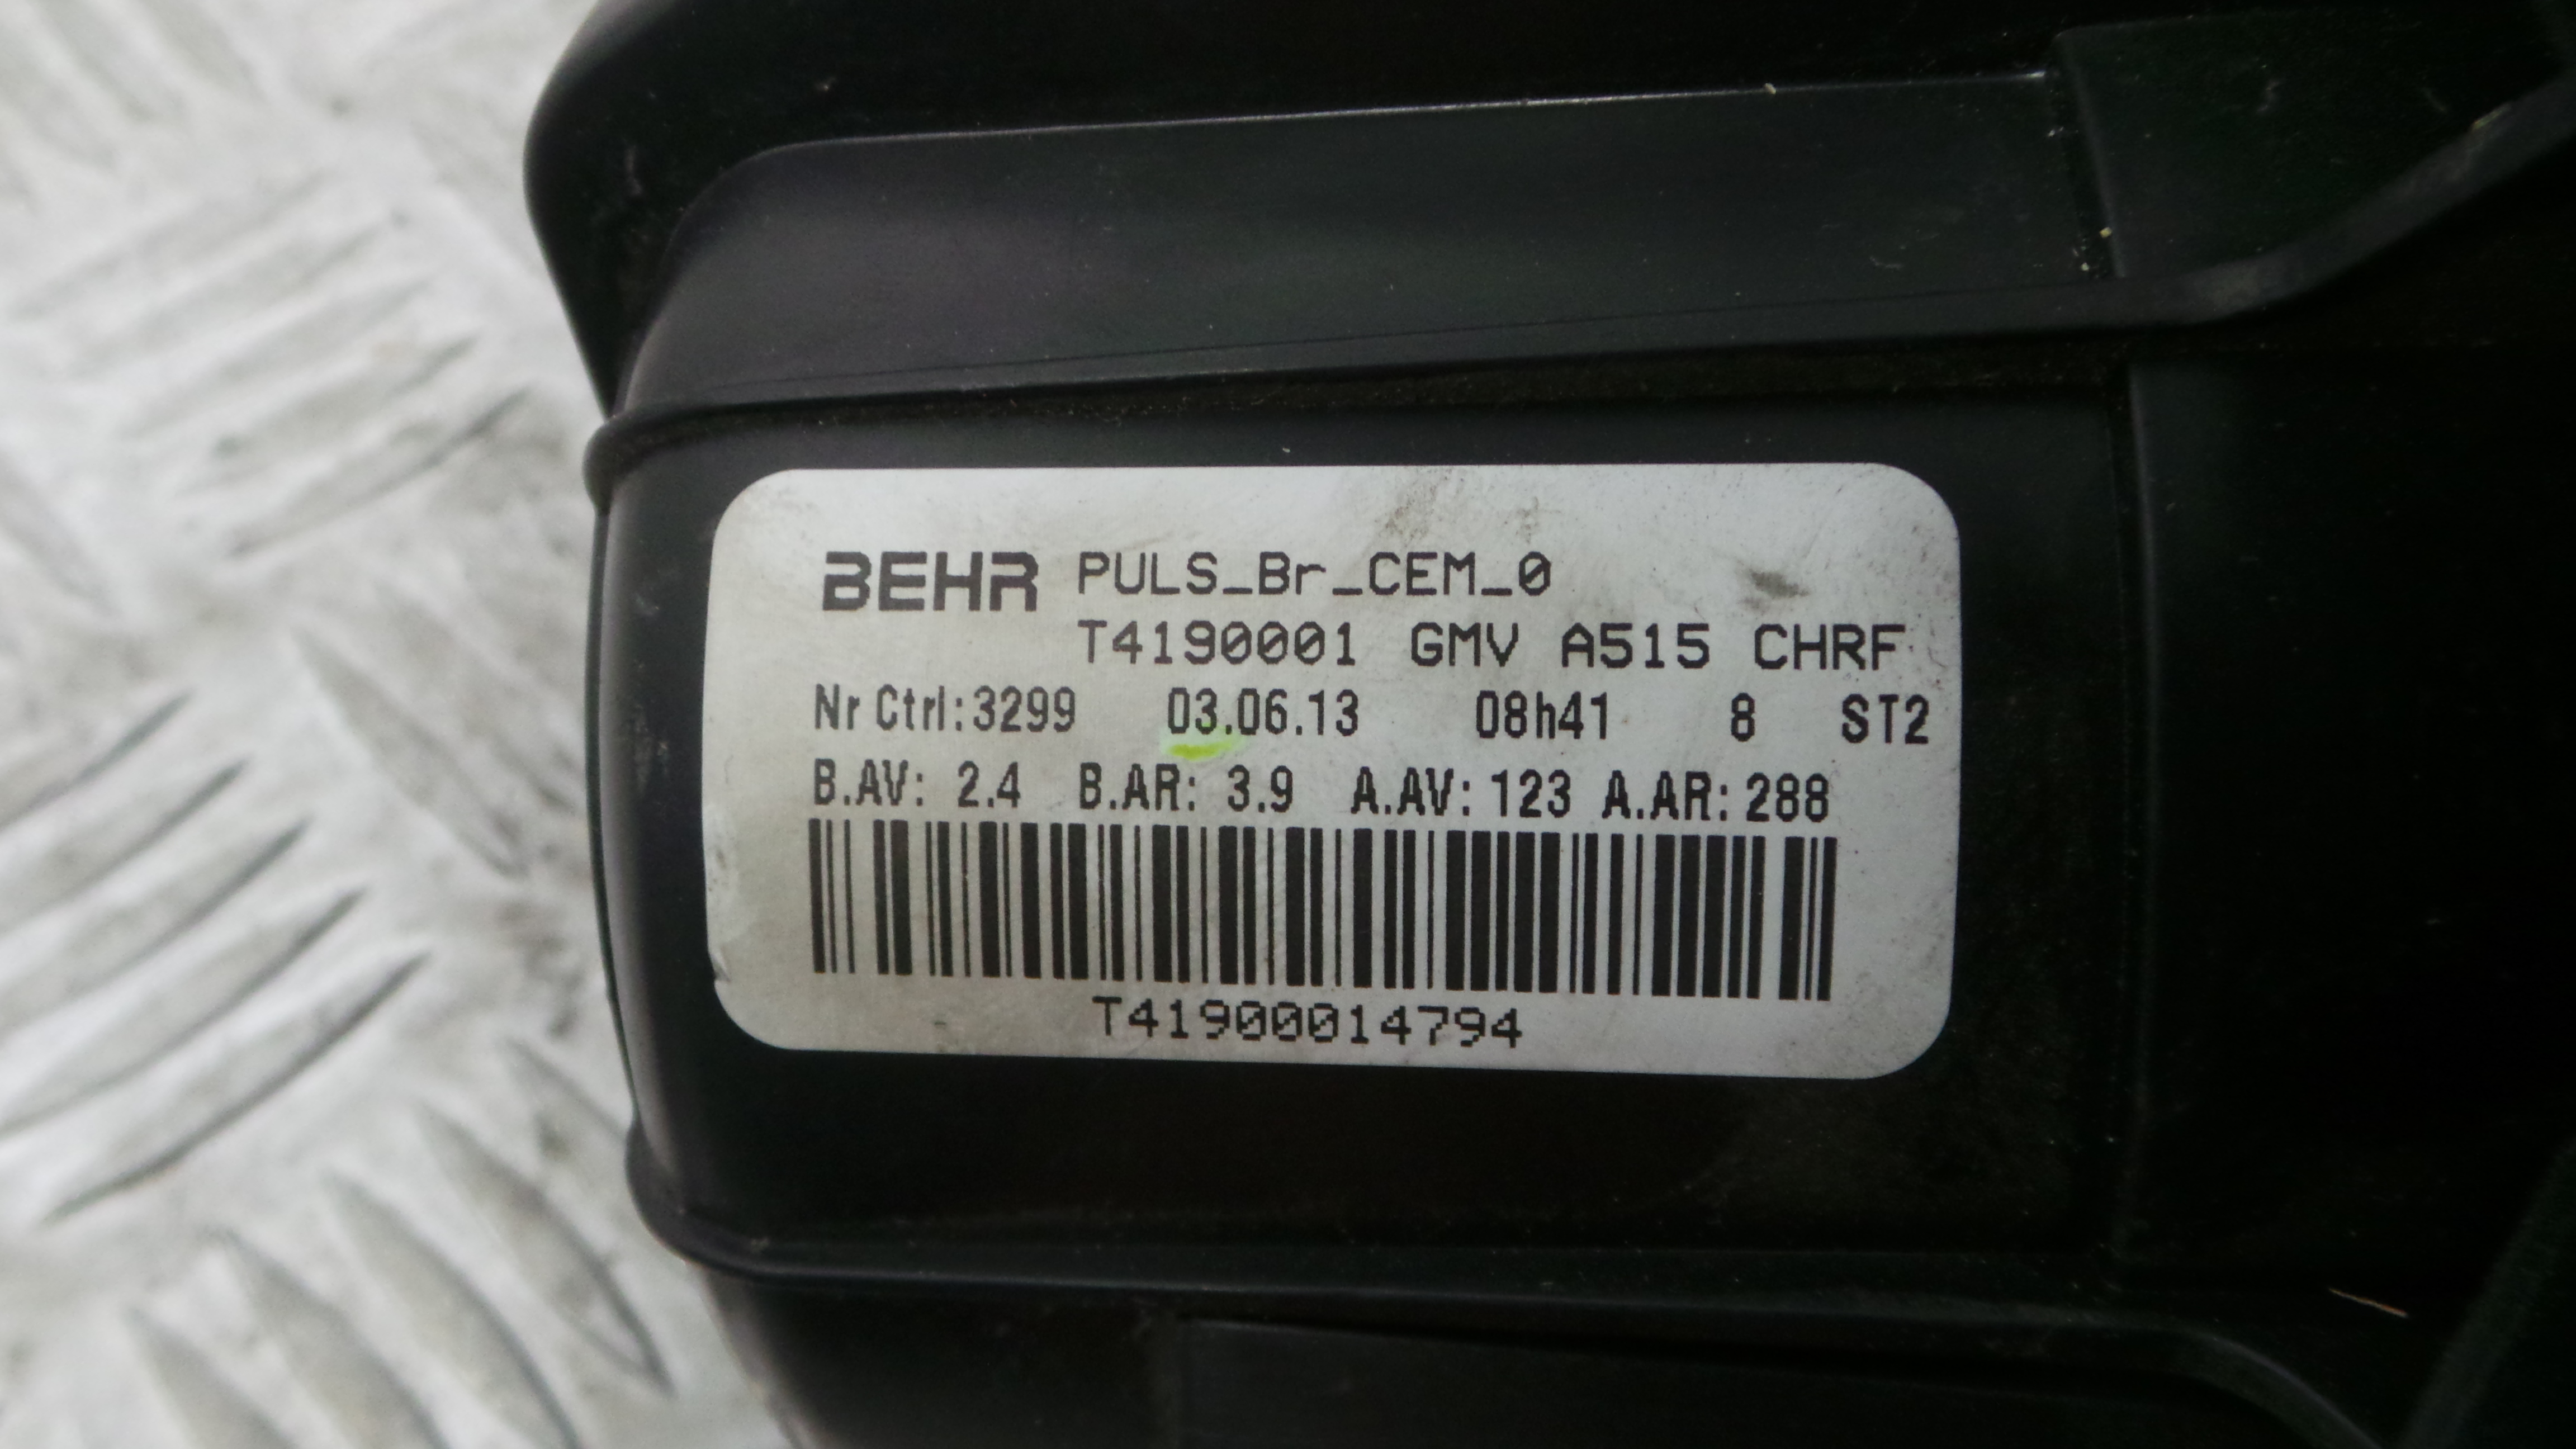 BEHR PULS_Br_CEM_0
T4190001 GMV A515 CHRF
Nr Ctrl:3299 03.06.13 08h41 8 ST2
B.AV: 2.4 B.AR: 3.9 A.AV: 123 A.AR: 288
T41900014794